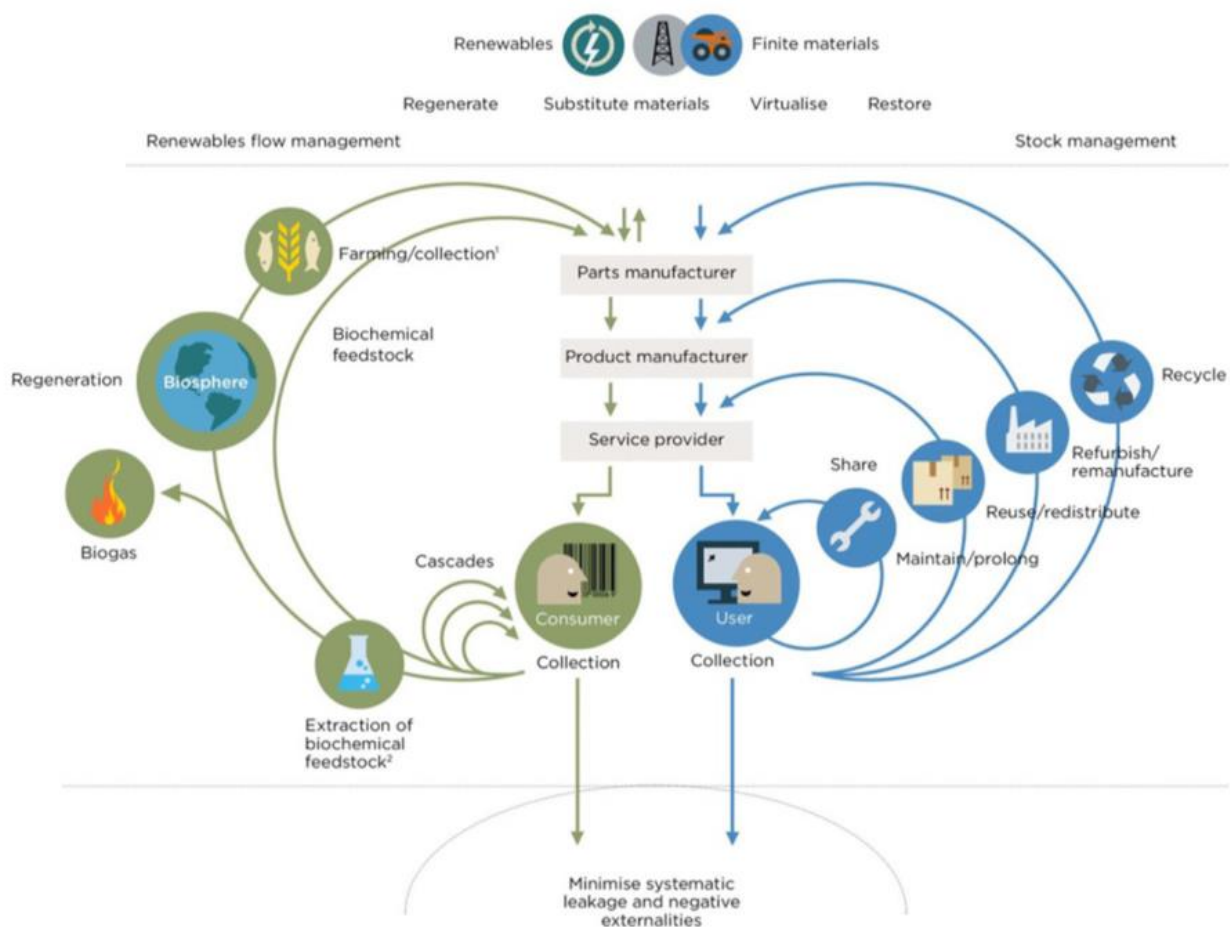 Renewables
Finite materials
Regenerate
Substitute materials
Virtualise
Restore
Renewables flow management
Stock management
Farming/collection¹
Parts manufacturer
Biochemical
feedstock
Product manufacturer
Regeneration
Biosphere
Recycle
Service provider
Share
Refurbish/
remanufacture
Reuse/redistribute
Biogas
Cascades
Maintain/prolong
Consumer
User
Collection
Collection
Extraction of
biochemical
feedstock²
Minimise systematic
leakage and negative
externalities